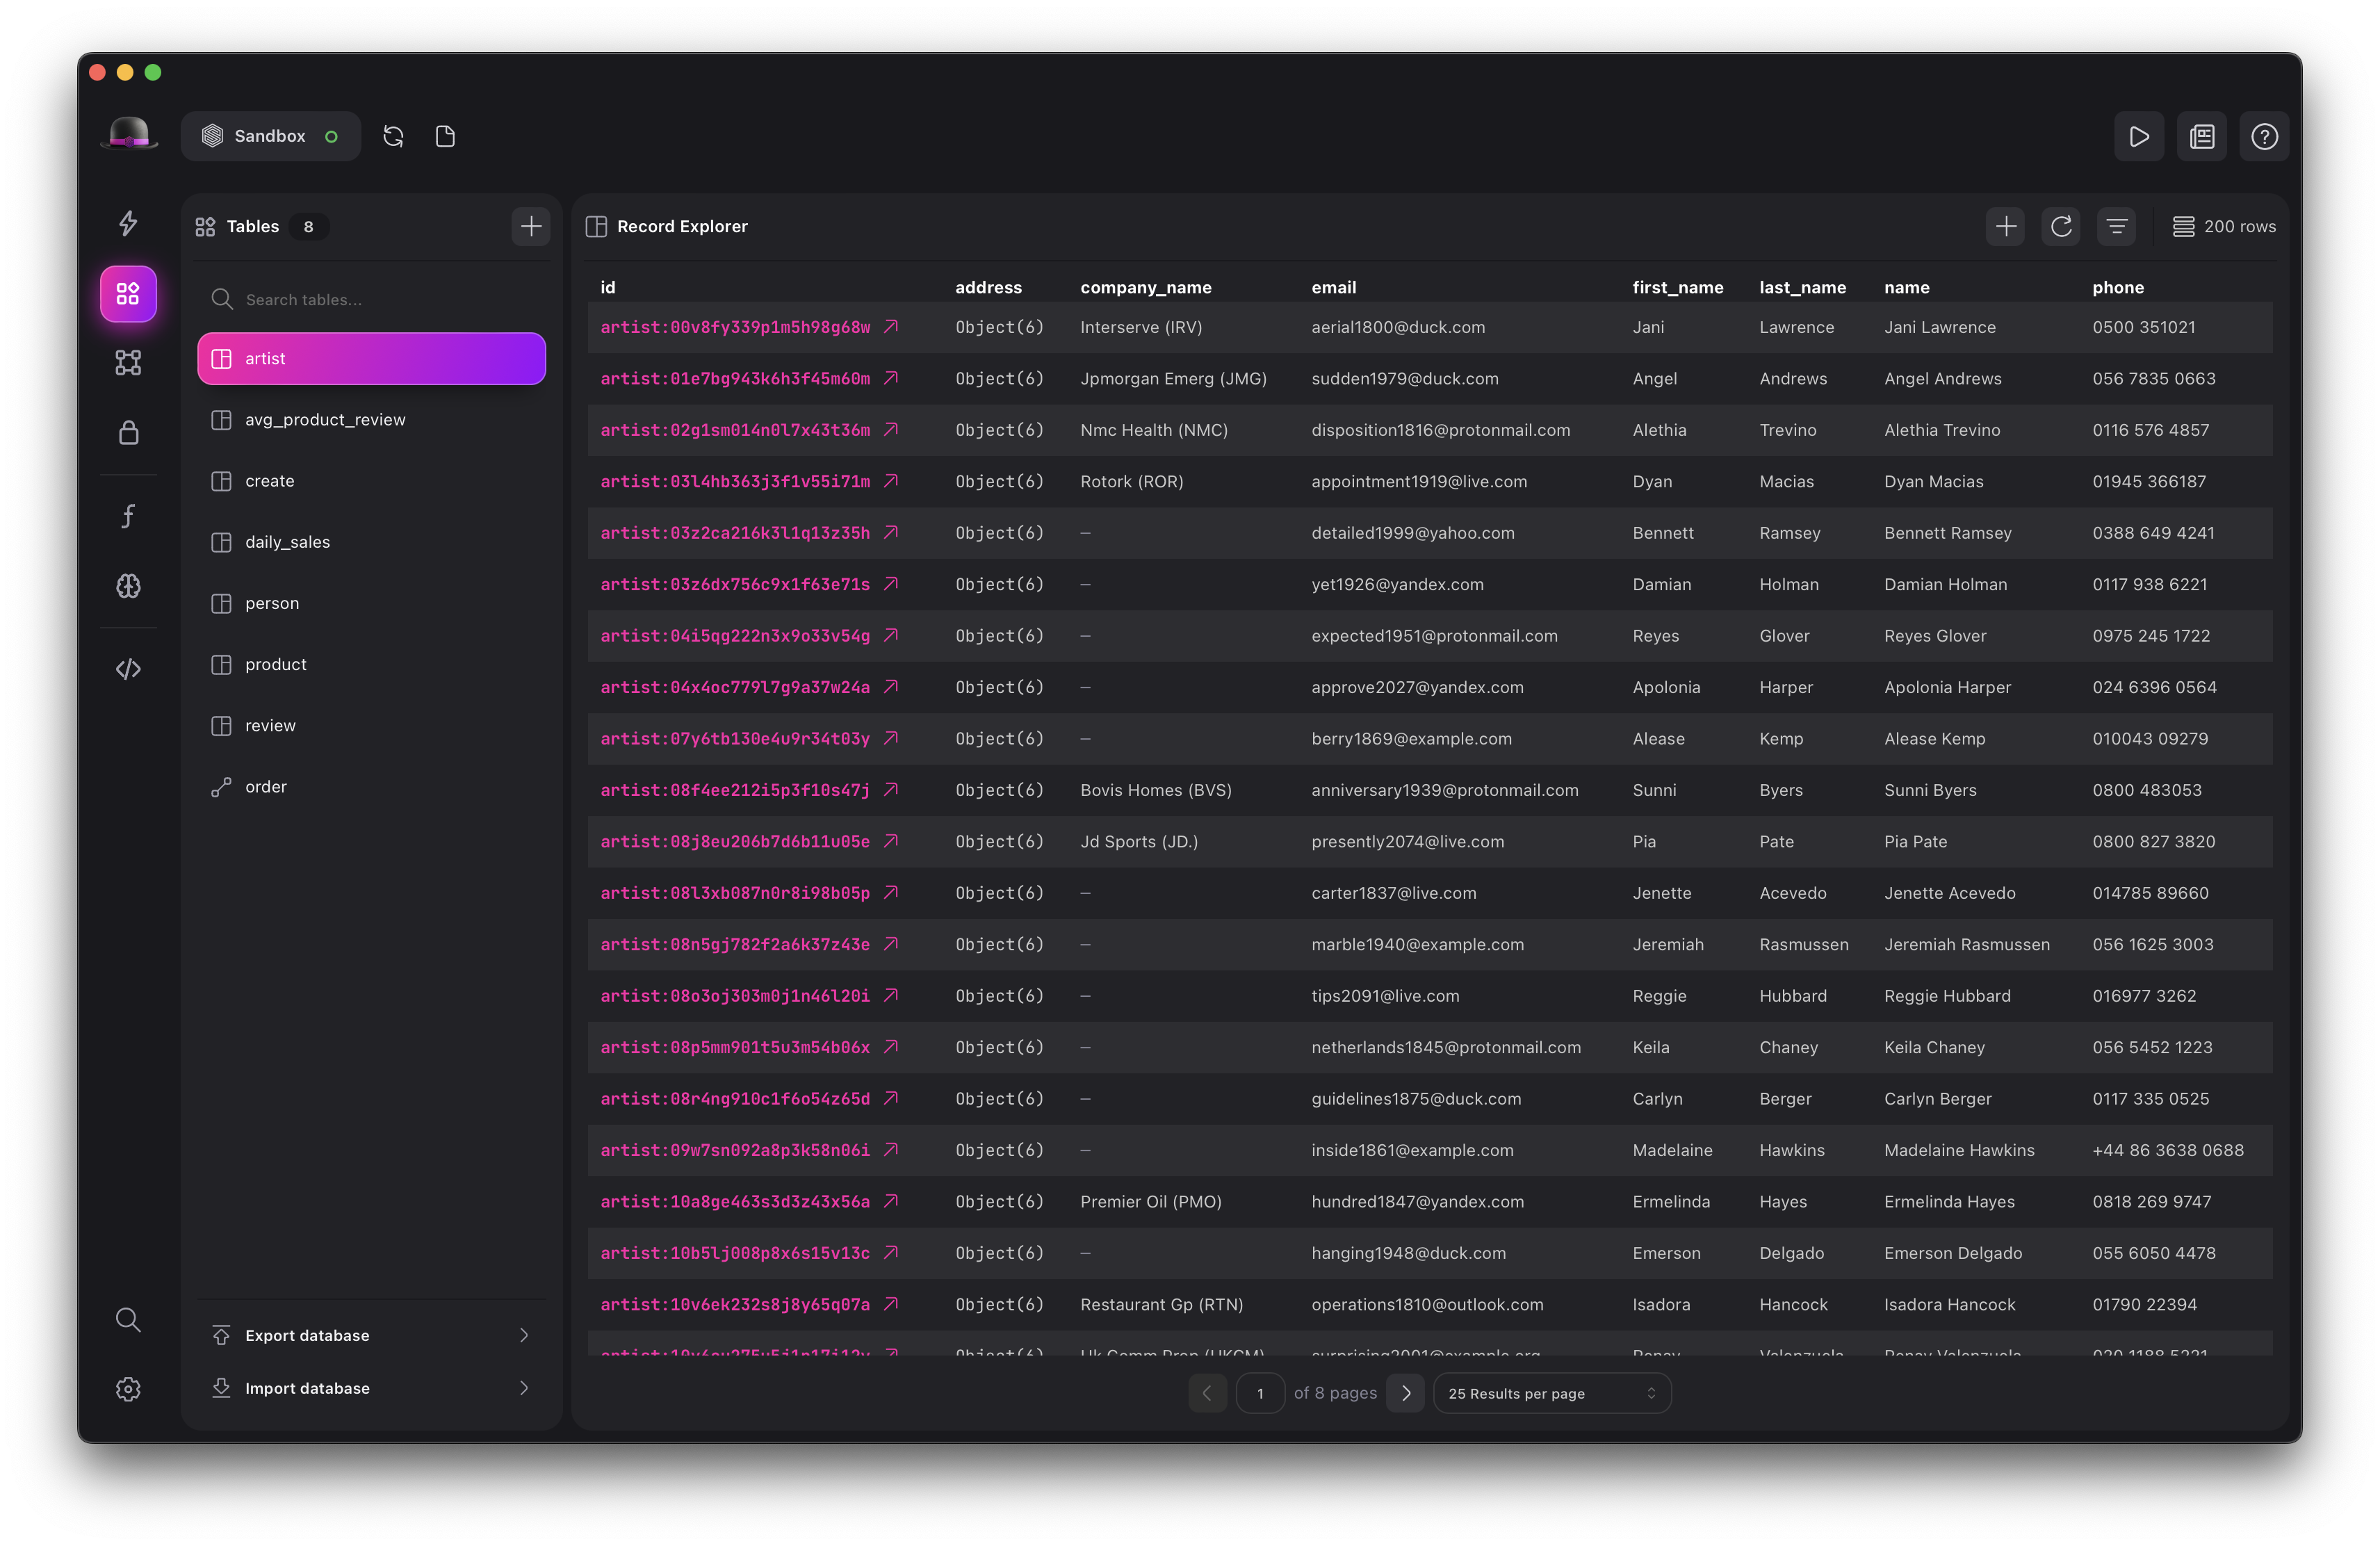 Sandbox
Tables 8
Search tables...
artist
avg_product_review
create
daily_sales
person
product
review
order
Export database
Import database
Record Explorer
200 rows
id address company_name email first_name last_name name phone
artist:00v8fy339p1m5h98g68w Object(6) Interserve (IRV) aerial1800@duck.com Jani Lawrence Jani Lawrence 0500 351021
artist:01e7bg943k6h3f45m60m Object(6) Jpmorgan Emerg (JMG) sudden1979@duck.com Angel Andrews Angel Andrews 056 7835 0663
artist:02g1sm014n0l7x43t36m Object(6) Nmc Health (NMC) disposition1816@protonmail.com Alethia Trevino Alethia Trevino 0116 576 4857
artist:03l4hb363j3f1v55i71m Object(6) Rotork (ROR) appointment1919@live.com Dyan Macias Dyan Macias 01945 366187
artist:03z2ca216k3l1q13z35h Object(6) — detailed1999@yahoo.com Bennett Ramsey Bennett Ramsey 0388 649 4241
artist:03z6dx756c9x1f63e71s Object(6) — yet1926@yandex.com Damian Holman Damian Holman 0117 938 6221
artist:04i5qg222n3x9o33v54g Object(6) — expected1951@protonmail.com Reyes Glover Reyes Glover 0975 245 1722
artist:04x4oc779l7g9a37w24a Object(6) — approve2027@yandex.com Apolonia Harper Apolonia Harper 024 6396 0564
artist:07y6tb130e4u9r34t03y Object(6) — berry1869@example.com Alease Kemp Alease Kemp 010043 09279
artist:08f4ee212i5p3f10s47j Object(6) Bovis Homes (BVS) anniversary1939@protonmail.com Sunni Byers Sunni Byers 0800 483053
artist:08j8eu206b7d6b11u05e Object(6) Jd Sports (JD.) presently2074@live.com Pia Pate Pia Pate 0800 827 3820
artist:08l3xb087n0r8i98b05p Object(6) — carter1837@live.com Jenette Acevedo Jenette Acevedo 014785 89660
artist:08n5gj782f2a6k37z43e Object(6) — marble1940@example.com Jeremiah Rasmussen Jeremiah Rasmussen 056 1625 3003
artist:08o3oj303m0j1n46l20i Object(6) — tips2091@live.com Reggie Hubbard Reggie Hubbard 016977 3262
artist:08p5mm901t5u3m54b06x Object(6) — netherlands1845@protonmail.com Keila Chaney Keila Chaney 056 5452 1223
artist:08r4ng910c1f6o54z65d Object(6) — guidelines1875@duck.com Carlyn Berger Carlyn Berger 0117 335 0525
artist:09w7sn092a8p3k58n06i Object(6) — inside1861@example.com Madelaine Hawkins Madelaine Hawkins +44 86 3638 0688
artist:10a8ge463s3d3z43x56a Object(6) Premier Oil (PMO) hundred1847@yandex.com Ermelinda Hayes Ermelinda Hayes 0818 269 9747
artist:10b5lj008p8x6s15v13c Object(6) — hanging1948@duck.com Emerson Delgado Emerson Delgado 055 6050 4478
artist:10v6ek232s8j8y65q07a Object(6) Restaurant Gp (RTN) operations1810@outlook.com Isadora Hancock Isadora Hancock 01790 22394
1 of 8 pages 25 Results per page